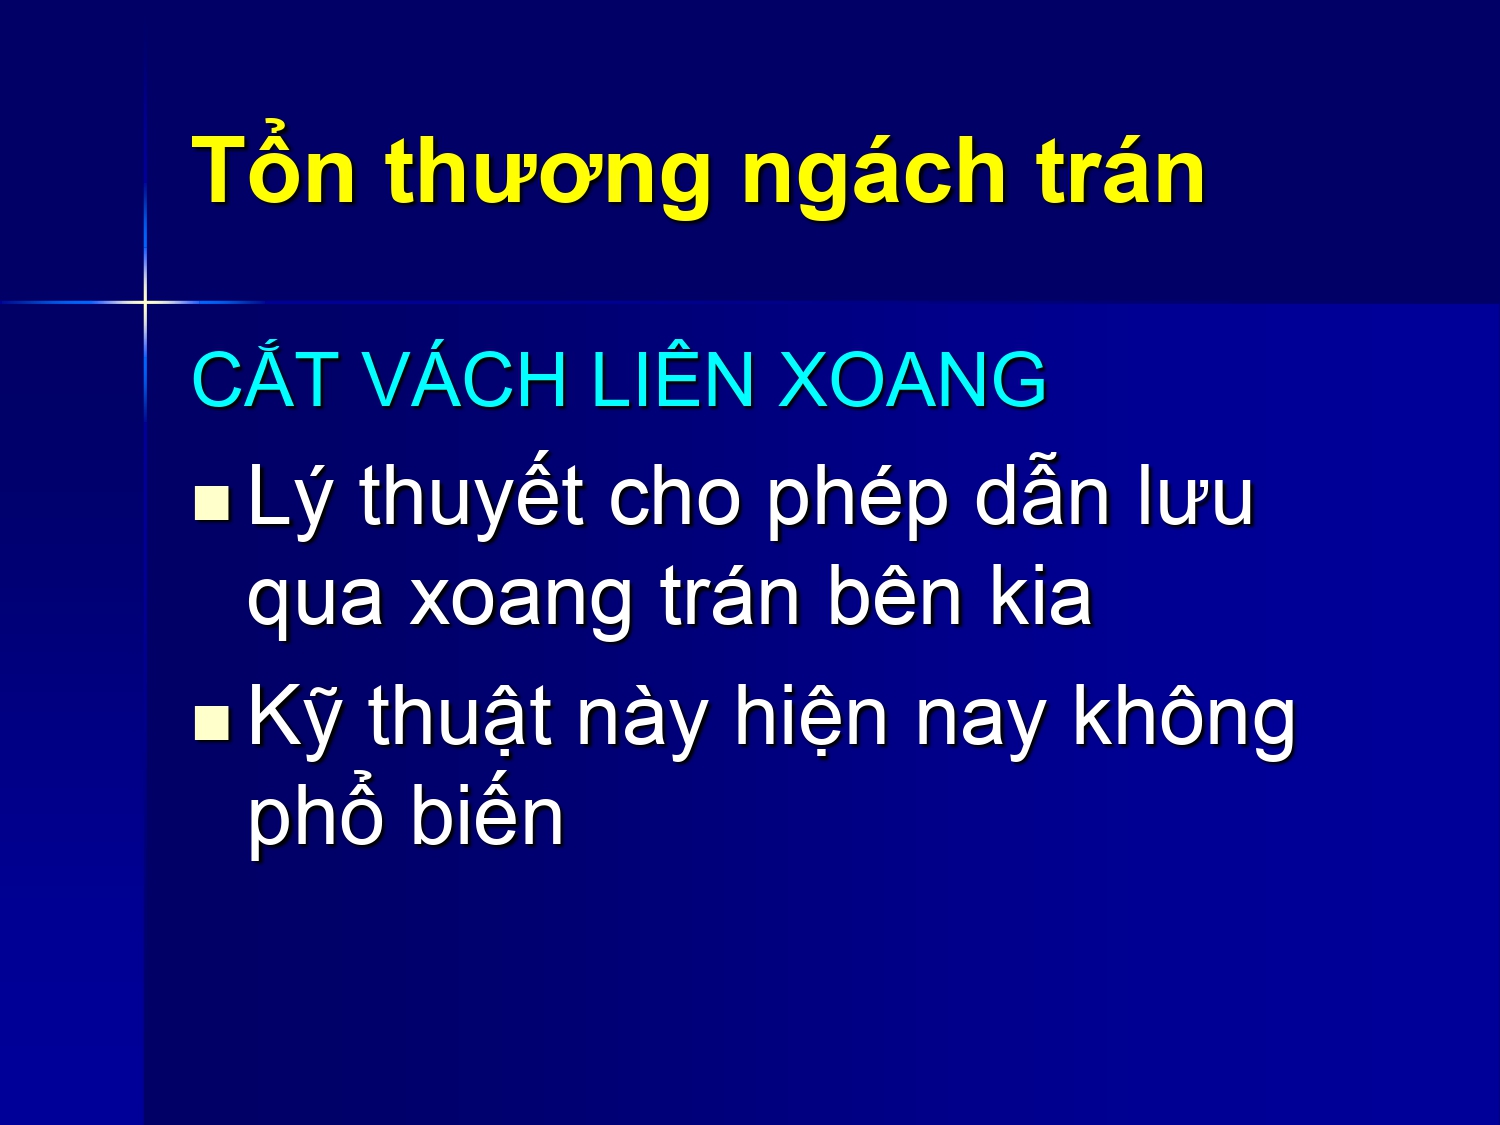 Tổn thương ngách trán
CẮT VÁCH LIÊN XOANG
Lý thuyết cho phép dẫn lưu
qua xoang trán bên kia
Kỹ thuật này hiện nay không
phổ biến